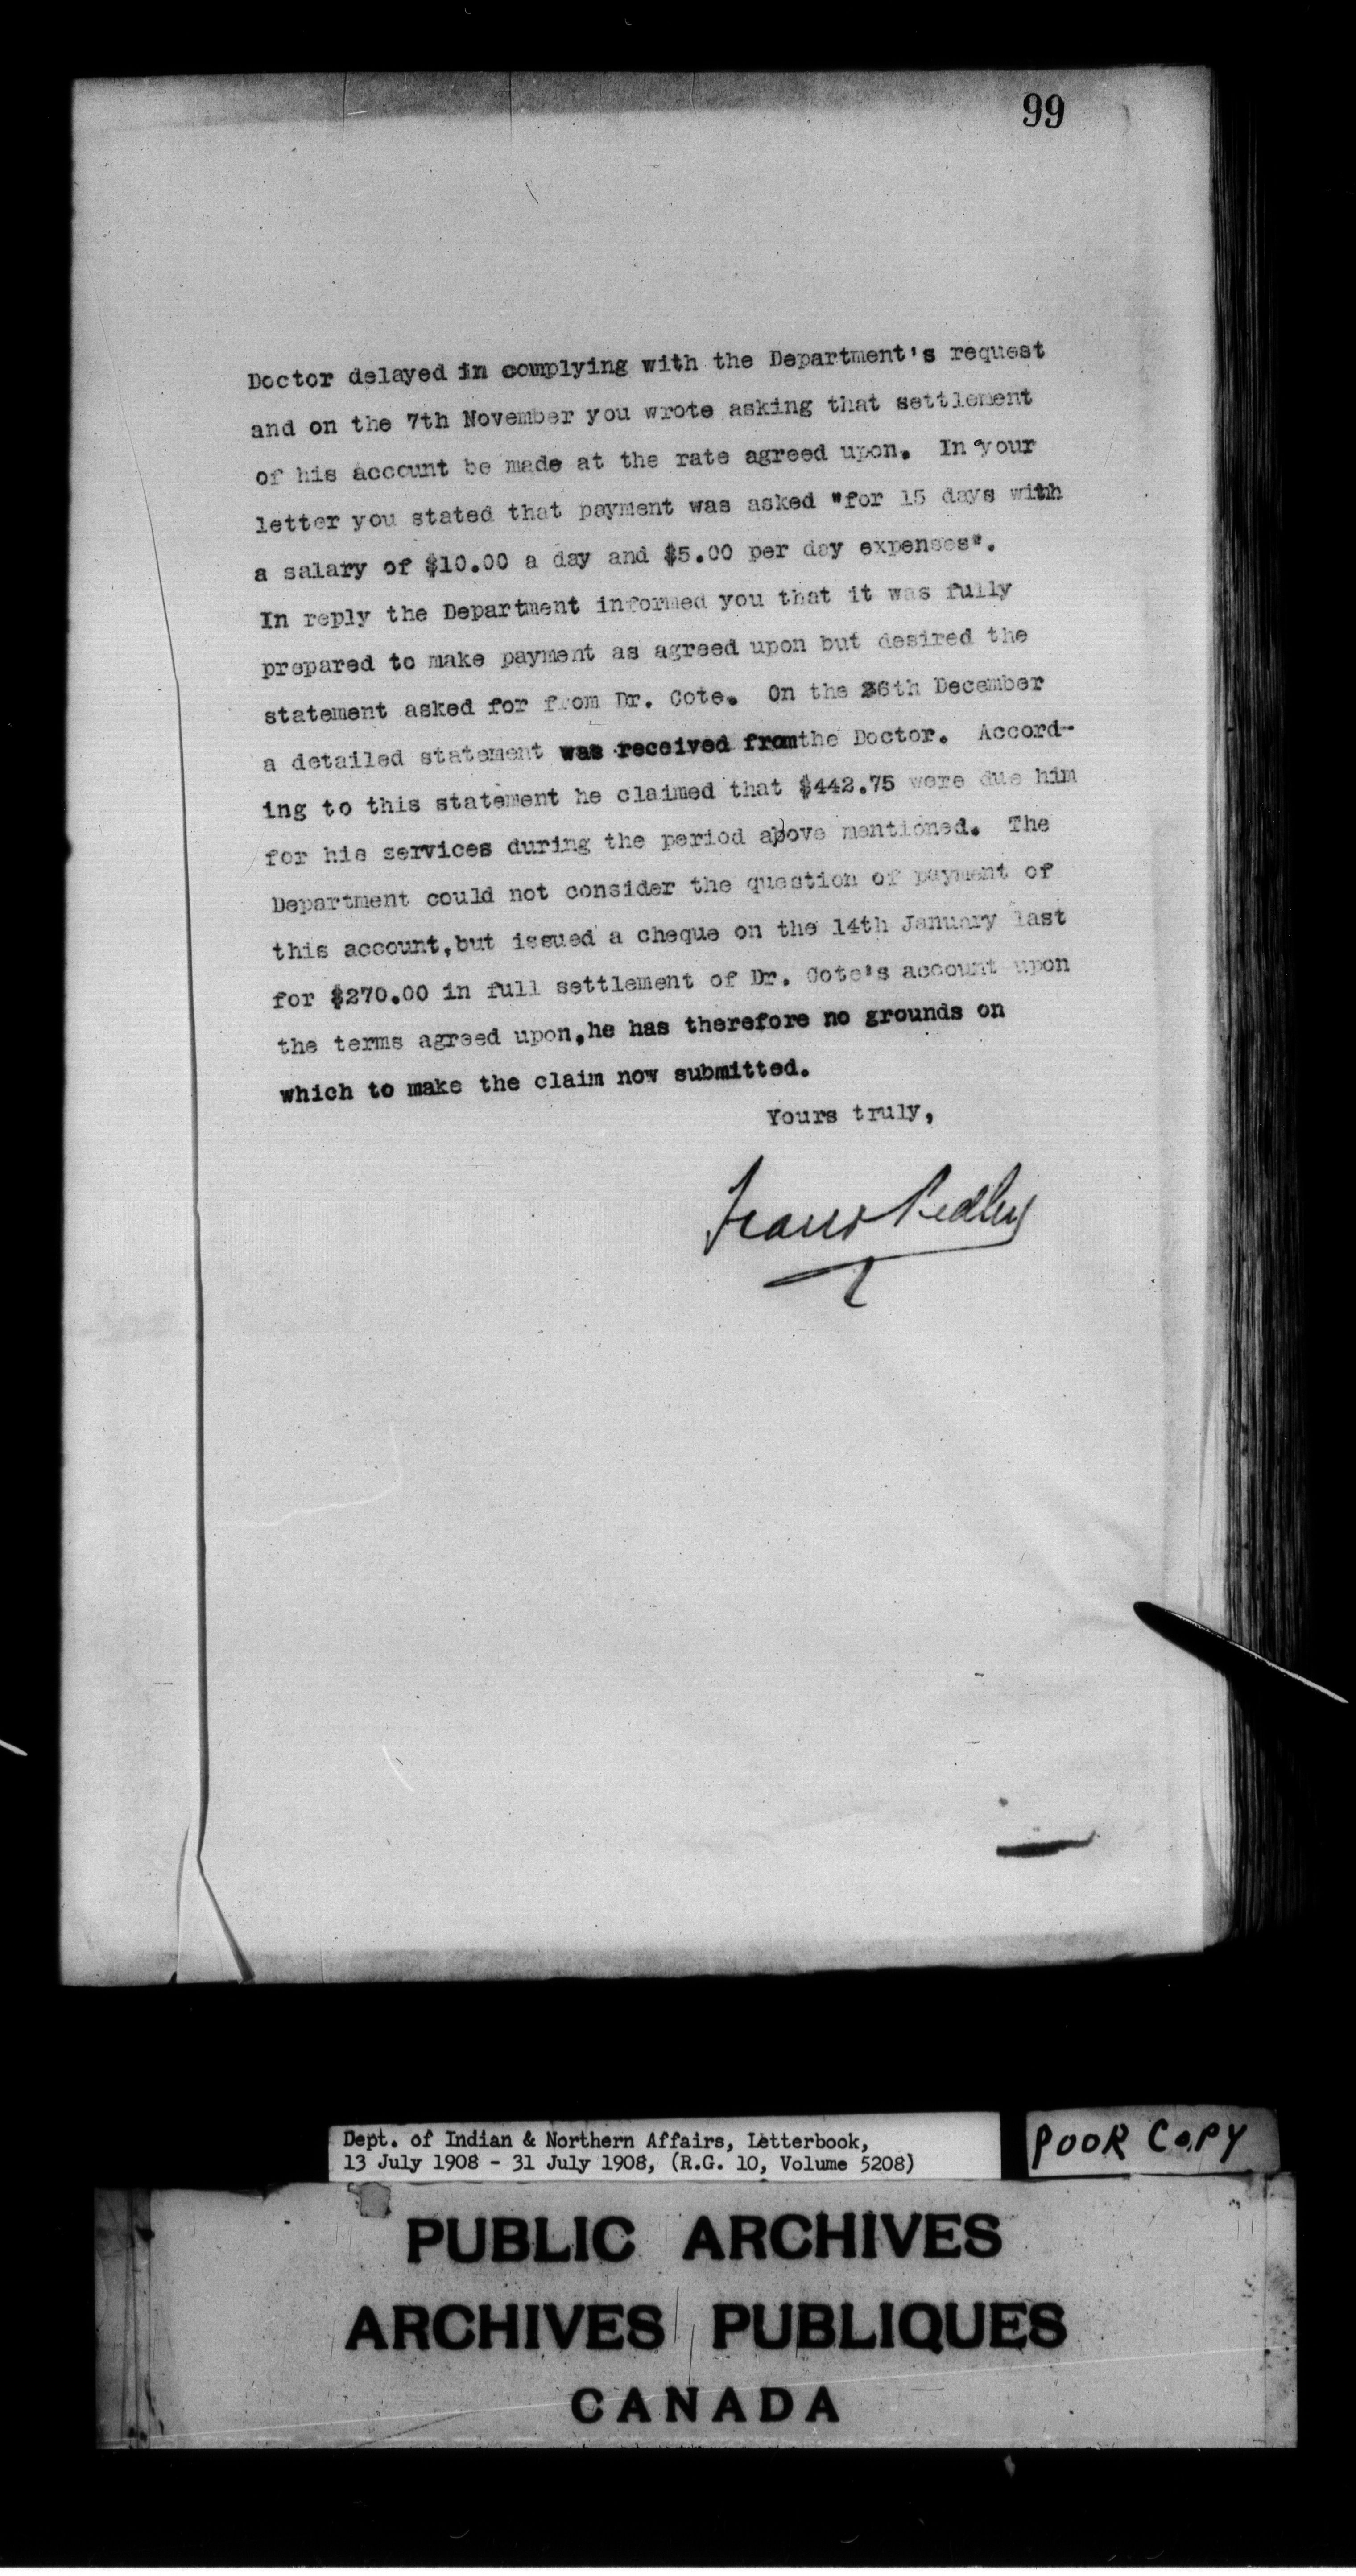 99
Doctor delayed in complying with the Department's request
and on the 7th November you wrote asking that settlement
of his account be made at the rate agreed upon. In your
letter you stated that payment was asked "for 15 days with
a salary of $10.00 a day and $5.00 per day expenses".
In reply the Department informed you that it was fully
prepared to make payment as agreed upon but desired the
statement asked for from Dr. Cote. On the 26th December
a detailed statement was received fromthe Doctor. Accord-
ing to this statement he claimed that $442.75 were due him
for his services during the period above mentioned. The
Department could not consider the question of payment of
this account,but issued a cheque on the 14th January last
for $270.00 in full settlement of Dr. Cote's account upon
the terms agreed upon,he has therefore no grounds on
which to make the claim now submitted.
Yours truly,
Frank Pedley
Dept. of Indian & Northern Affairs, Letterbook,
13 July 1908 - 31 July 1908, (R.G. 10, Volume 5208)
POOR COPY
PUBLIC ARCHIVES
ARCHIVES PUBLIQUES
CANADA